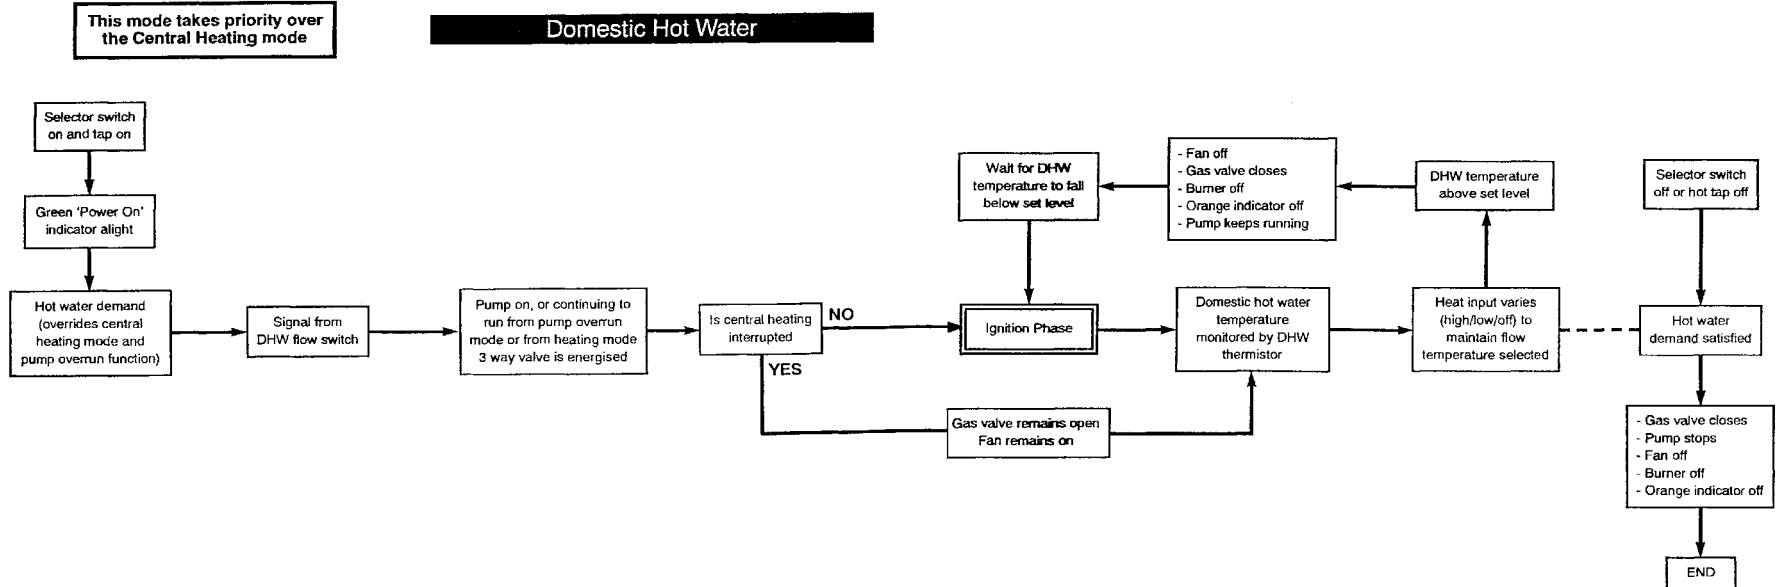 This mode takes priority over
the Central Heating mode
Domestic Hot Water
Selector switch
on and tap on
Green 'Power On'
indicator alight
Hot water demand
(overrides central
heating mode and
pump overrun function)
Signal from
DHW flow switch
Pump on, or continuing to
run from pump overrun
mode or from heating mode
3 way valve is energised
Is central heating
interrupted
NO
YES
Gas valve remains open
Fan remains on
Ignition Phase
Wait for DHW
temperature to fall
below set level
- Fan off
- Gas valve closes
- Burner off
- Orange indicator off
- Pump keeps running
DHW temperature
above set level
Domestic hot water
temperature
monitored by DHW
thermistor
Heat input varies
(high/low/off) to
maintain flow
temperature selected
Selector switch
off or hot tap off
Hot water
demand satisfied
- Gas valve closes
- Pump stops
- Fan off
- Burner off
- Orange indicator off
END